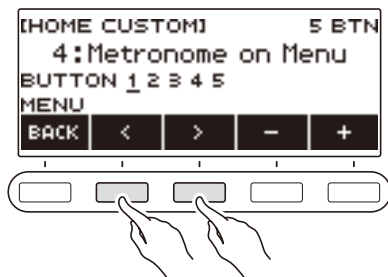 [HOME CUSTOM] 5 BTN
4:Metronome on Menu
BUTTON 1 2 3 4 5
MENU
BACK < > − +